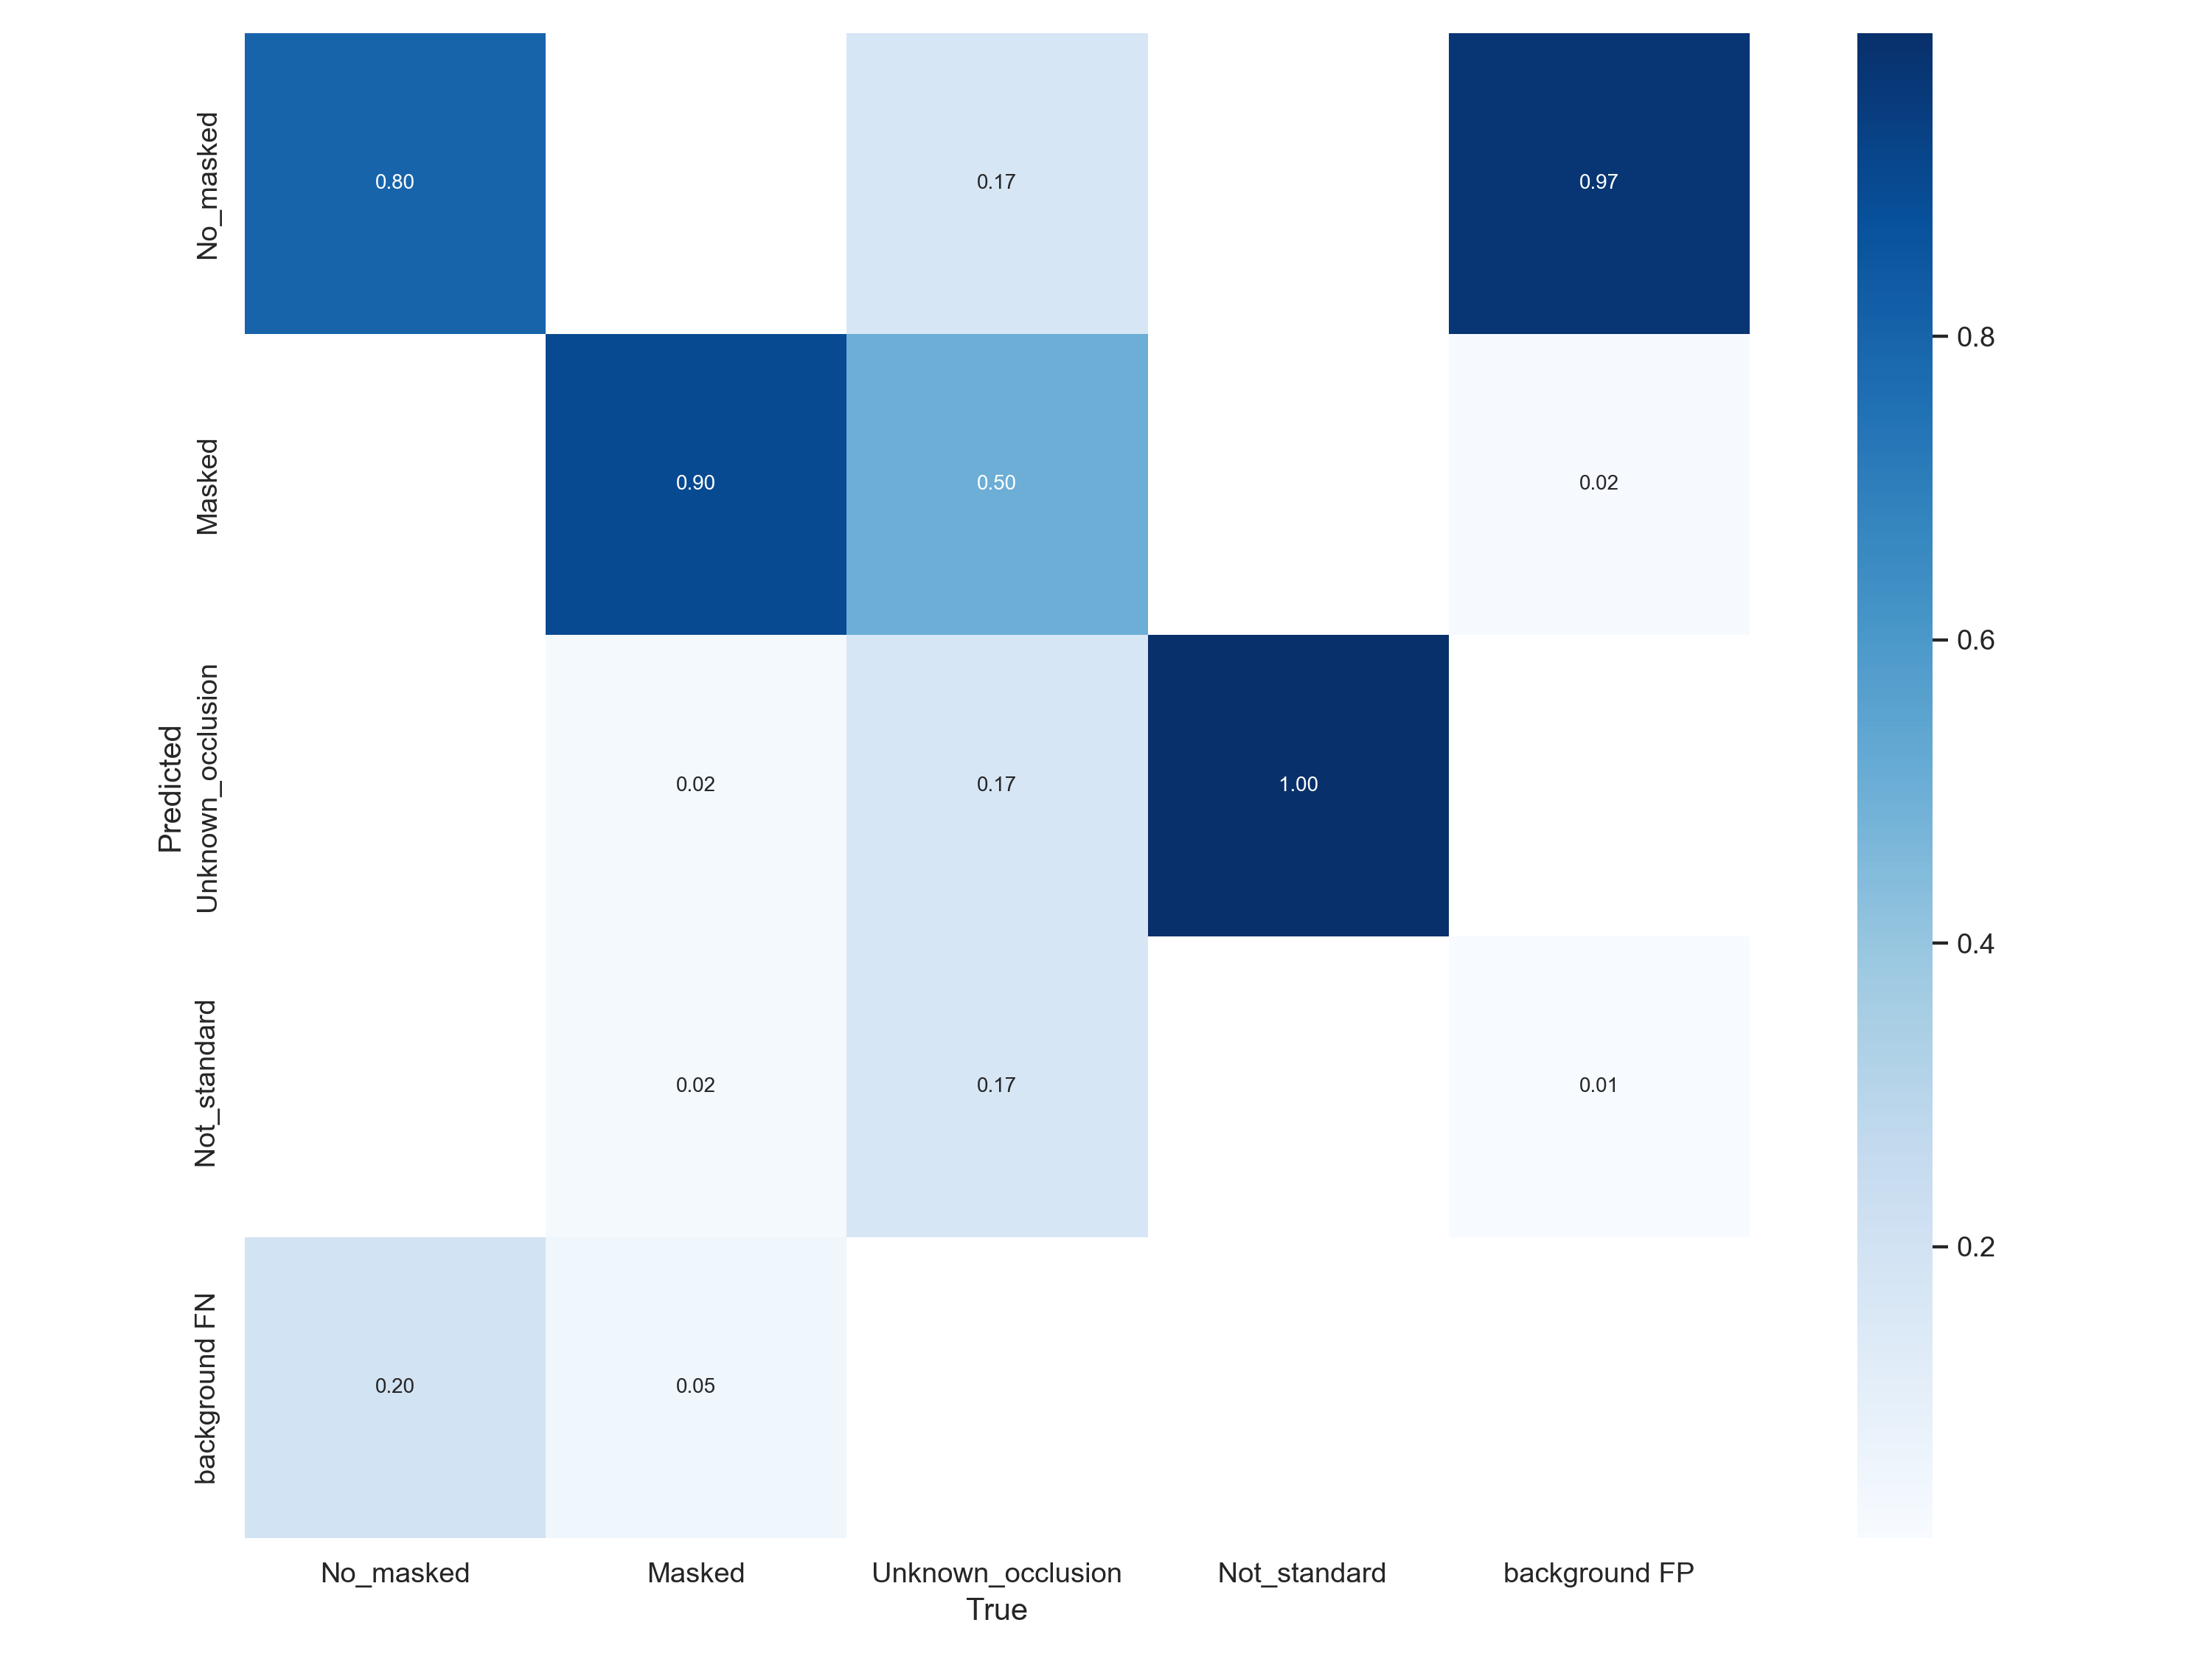 Predicted
No_masked
0.80
0.17
0.97
0.8
Masked
0.90
0.50
0.02
0.6
Unknown_occlusion
0.02
0.17
1.00
0.4
Not_standard
0.02
0.17
0.01
0.2
background FN
0.20
0.05
No_masked
Masked
Unknown_occlusion
Not_standard
background FP
True